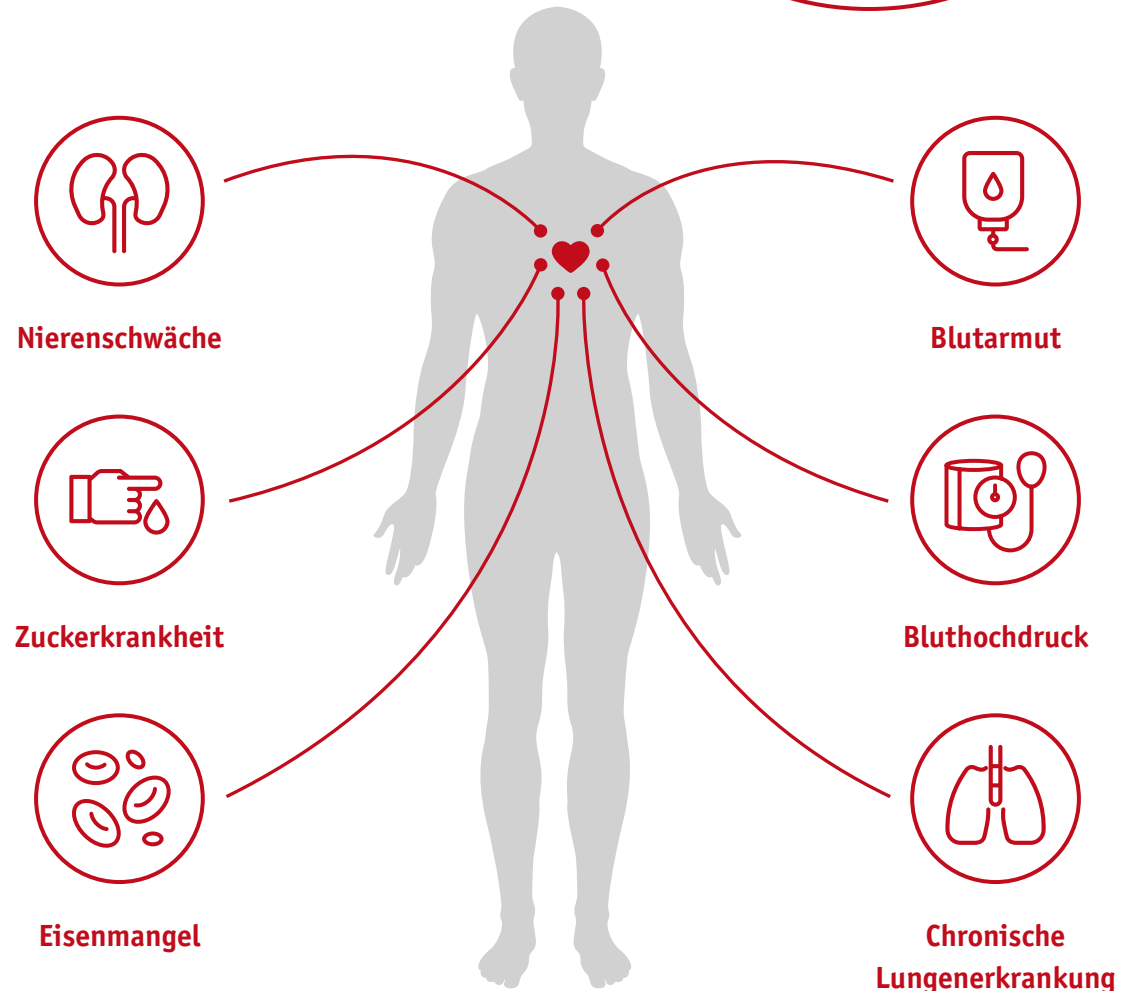 Nierenschwäche
Blutarmut
Zuckerkrankheit
Bluthochdruck
Eisenmangel
Chronische
Lungenerkrankung